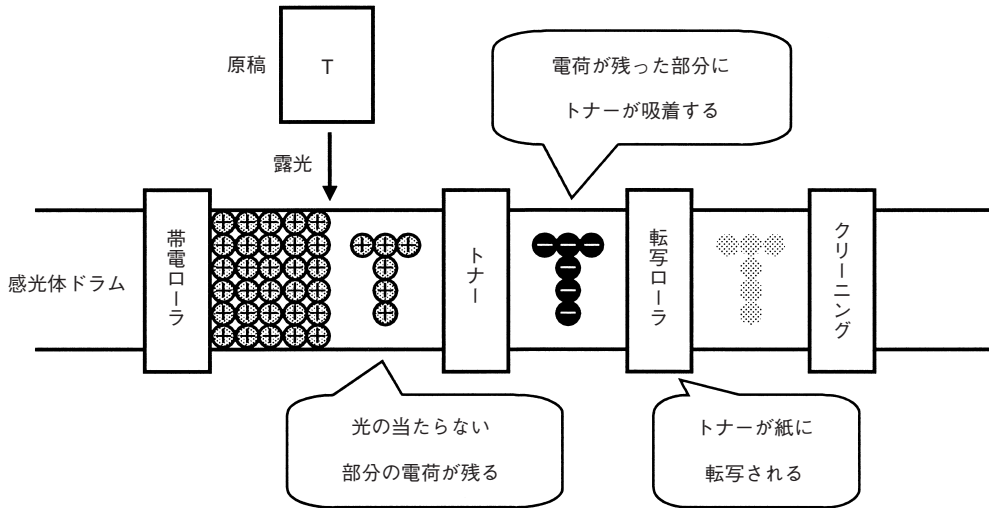 原稿
T
電荷が残った部分に
トナーが吸着する
露光
感光体ドラム
帯電ローラ
トナー
転写ローラ
クリーニング
光の当たらない
部分の電荷が残る
トナーが紙に
転写される